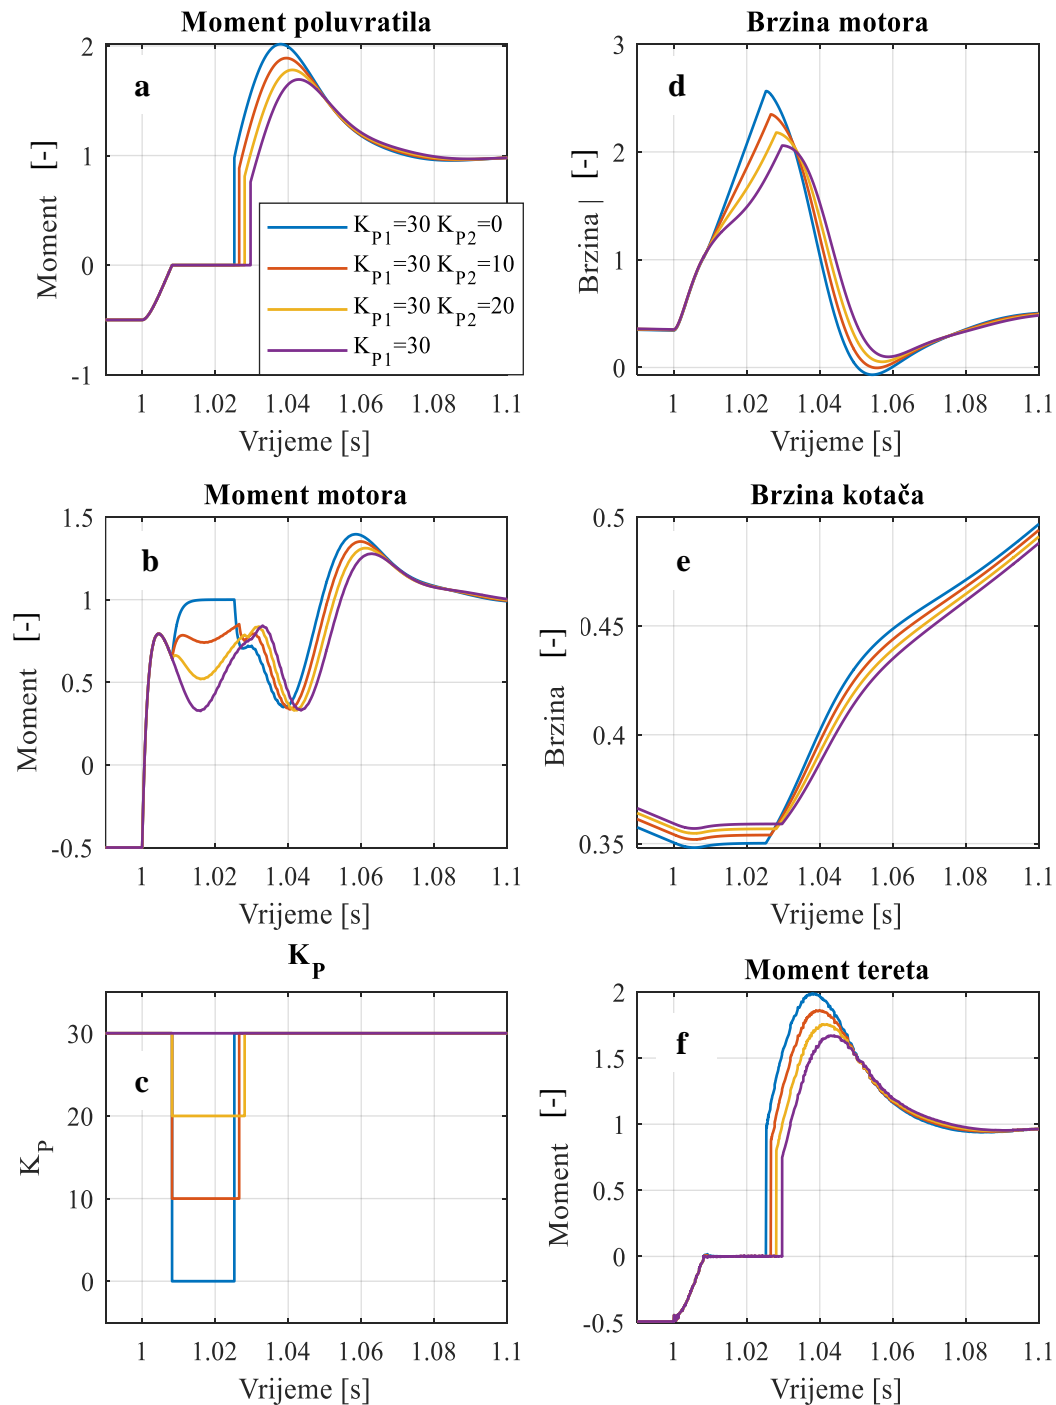 Moment poluvratila
a
2
1
0
-1
Moment [-]
K_P1=30 K_P2=0
K_P1=30 K_P2=10
K_P1=30 K_P2=20
K_P1=30
1 1.02 1.04 1.06 1.08 1.1
Vrijeme [s]
Brzina motora
d
3
2
1
0
Brzina | [-]
1 1.02 1.04 1.06 1.08 1.1
Vrijeme [s]
Moment motora
b
1.5
1
0.5
0
-0.5
Moment [-]
1 1.02 1.04 1.06 1.08 1.1
Vrijeme [s]
Brzina kotača
e
0.5
0.45
0.4
0.35
Brzina [-]
1 1.02 1.04 1.06 1.08 1.1
Vrijeme [s]
K_P
c
30
20
10
0
K_P
1 1.02 1.04 1.06 1.08 1.1
Vrijeme [s]
Moment tereta
f
2
1.5
1
0.5
0
-0.5
Moment [-]
1 1.02 1.04 1.06 1.08 1.1
Vrijeme [s]